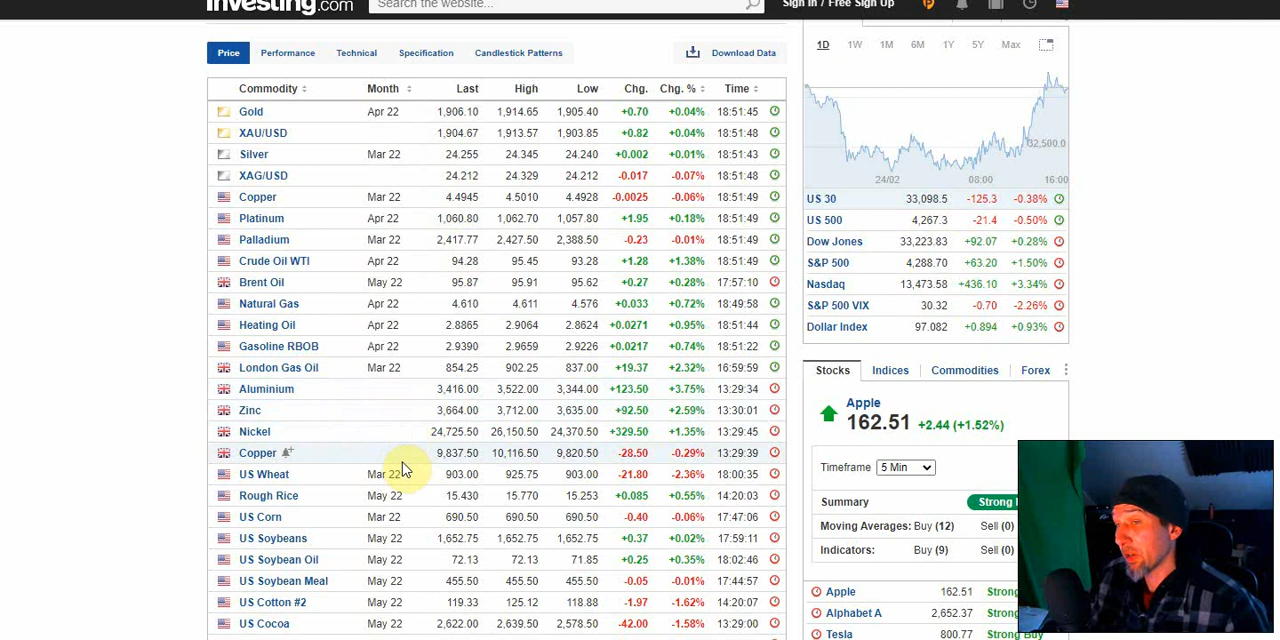 Investing.com Search the website... Sign In / Free Sign Up
Price Performance Technical Specification Candlestick Patterns Download Data
Commodity Month Last High Low Chg. Chg. % Time
Gold Apr 22 1,906.10 1,914.65 1,905.40 +0.70 +0.04% 18:51:45
XAU/USD 1,904.67 1,913.57 1,903.85 +0.82 +0.04% 18:51:48
Silver Mar 22 24.255 24.345 24.240 +0.002 +0.01% 18:51:43
XAG/USD 24.212 24.329 24.212 -0.017 -0.07% 18:51:48
Copper Mar 22 4.4945 4.5010 4.4928 -0.0025 -0.06% 18:51:49
Platinum Apr 22 1,060.80 1,062.70 1,057.80 +1.95 +0.18% 18:51:49
Palladium Mar 22 2,417.77 2,427.50 2,388.50 -0.23 -0.01% 18:51:49
Crude Oil WTI Apr 22 94.28 95.45 93.28 +1.28 +1.38% 18:51:49
Brent Oil May 22 95.87 95.91 95.62 +0.27 +0.28% 17:57:10
Natural Gas Apr 22 4.610 4.611 4.576 +0.033 +0.72% 18:49:58
Heating Oil Apr 22 2.8865 2.9064 2.8624 +0.0271 +0.95% 18:51:44
Gasoline RBOB Apr 22 2.9390 2.9659 2.9226 +0.0217 +0.74% 18:51:22
London Gas Oil Mar 22 854.25 902.25 837.00 +19.37 +2.32% 16:59:59
Aluminium 3,416.00 3,522.00 3,344.00 +123.50 +3.75% 13:29:34
Zinc 3,664.00 3,712.00 3,635.00 +92.50 +2.59% 13:30:01
Nickel 24,725.50 26,150.50 24,370.50 +329.50 +1.35% 13:29:45
Copper 9,837.50 10,116.50 9,820.50 -28.50 -0.29% 13:29:39
US Wheat Mar 22 903.00 925.75 903.00 -21.80 -2.36% 18:00:35
Rough Rice May 22 15.430 15.770 15.253 +0.085 +0.55% 14:20:03
US Corn Mar 22 690.50 690.50 690.50 -0.40 -0.06% 17:47:06
US Soybeans May 22 1,652.75 1,652.75 1,652.75 +0.37 +0.02% 17:59:11
US Soybean Oil May 22 72.13 72.13 71.85 +0.25 +0.35% 18:02:46
US Soybean Meal May 22 455.50 455.50 455.50 -0.05 -0.01% 17:44:57
US Cotton #2 May 22 119.33 125.12 118.88 -1.97 -1.62% 14:20:07
US Cocoa May 22 2,622.00 2,639.50 2,578.50 -42.00 -1.58% 13:29:00
1D 1W 1M 6M 1Y 5Y Max
32,500.0
24/02 08:00 16:00
US 30 33,098.5 -125.3 -0.38%
US 500 4,267.3 -21.4 -0.50%
Dow Jones 33,223.83 +92.07 +0.28%
S&P 500 4,288.70 +63.20 +1.50%
Nasdaq 13,473.58 +436.10 +3.34%
S&P 500 VIX 30.32 -0.70 -2.26%
Dollar Index 97.082 +0.894 +0.93%
Stocks Indices Commodities Forex
Apple
162.51 +2.44 (+1.52%)
Timeframe 5 Min
Summary Strong
Moving Averages: Buy (12) Sell (0)
Indicators: Buy (9) Sell (0)
Apple 162.51 Strong
Alphabet A 2,652.37 Strong
Tesla 800.77 Strong Buy